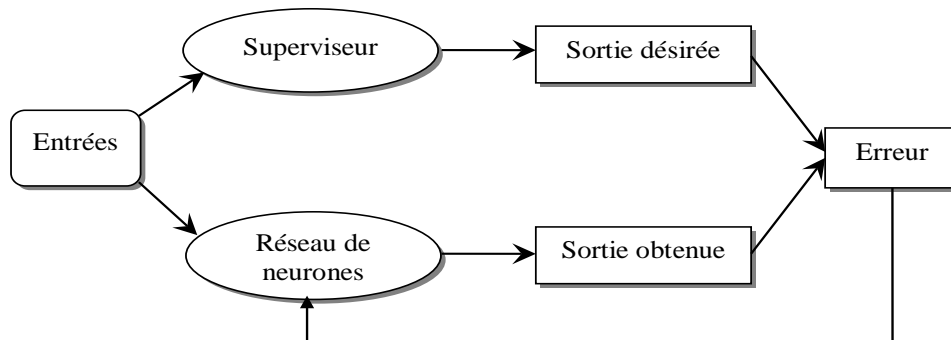 Superviseur
Sortie désirée
Entrées
Erreur
Réseau de
neurones
Sortie obtenue